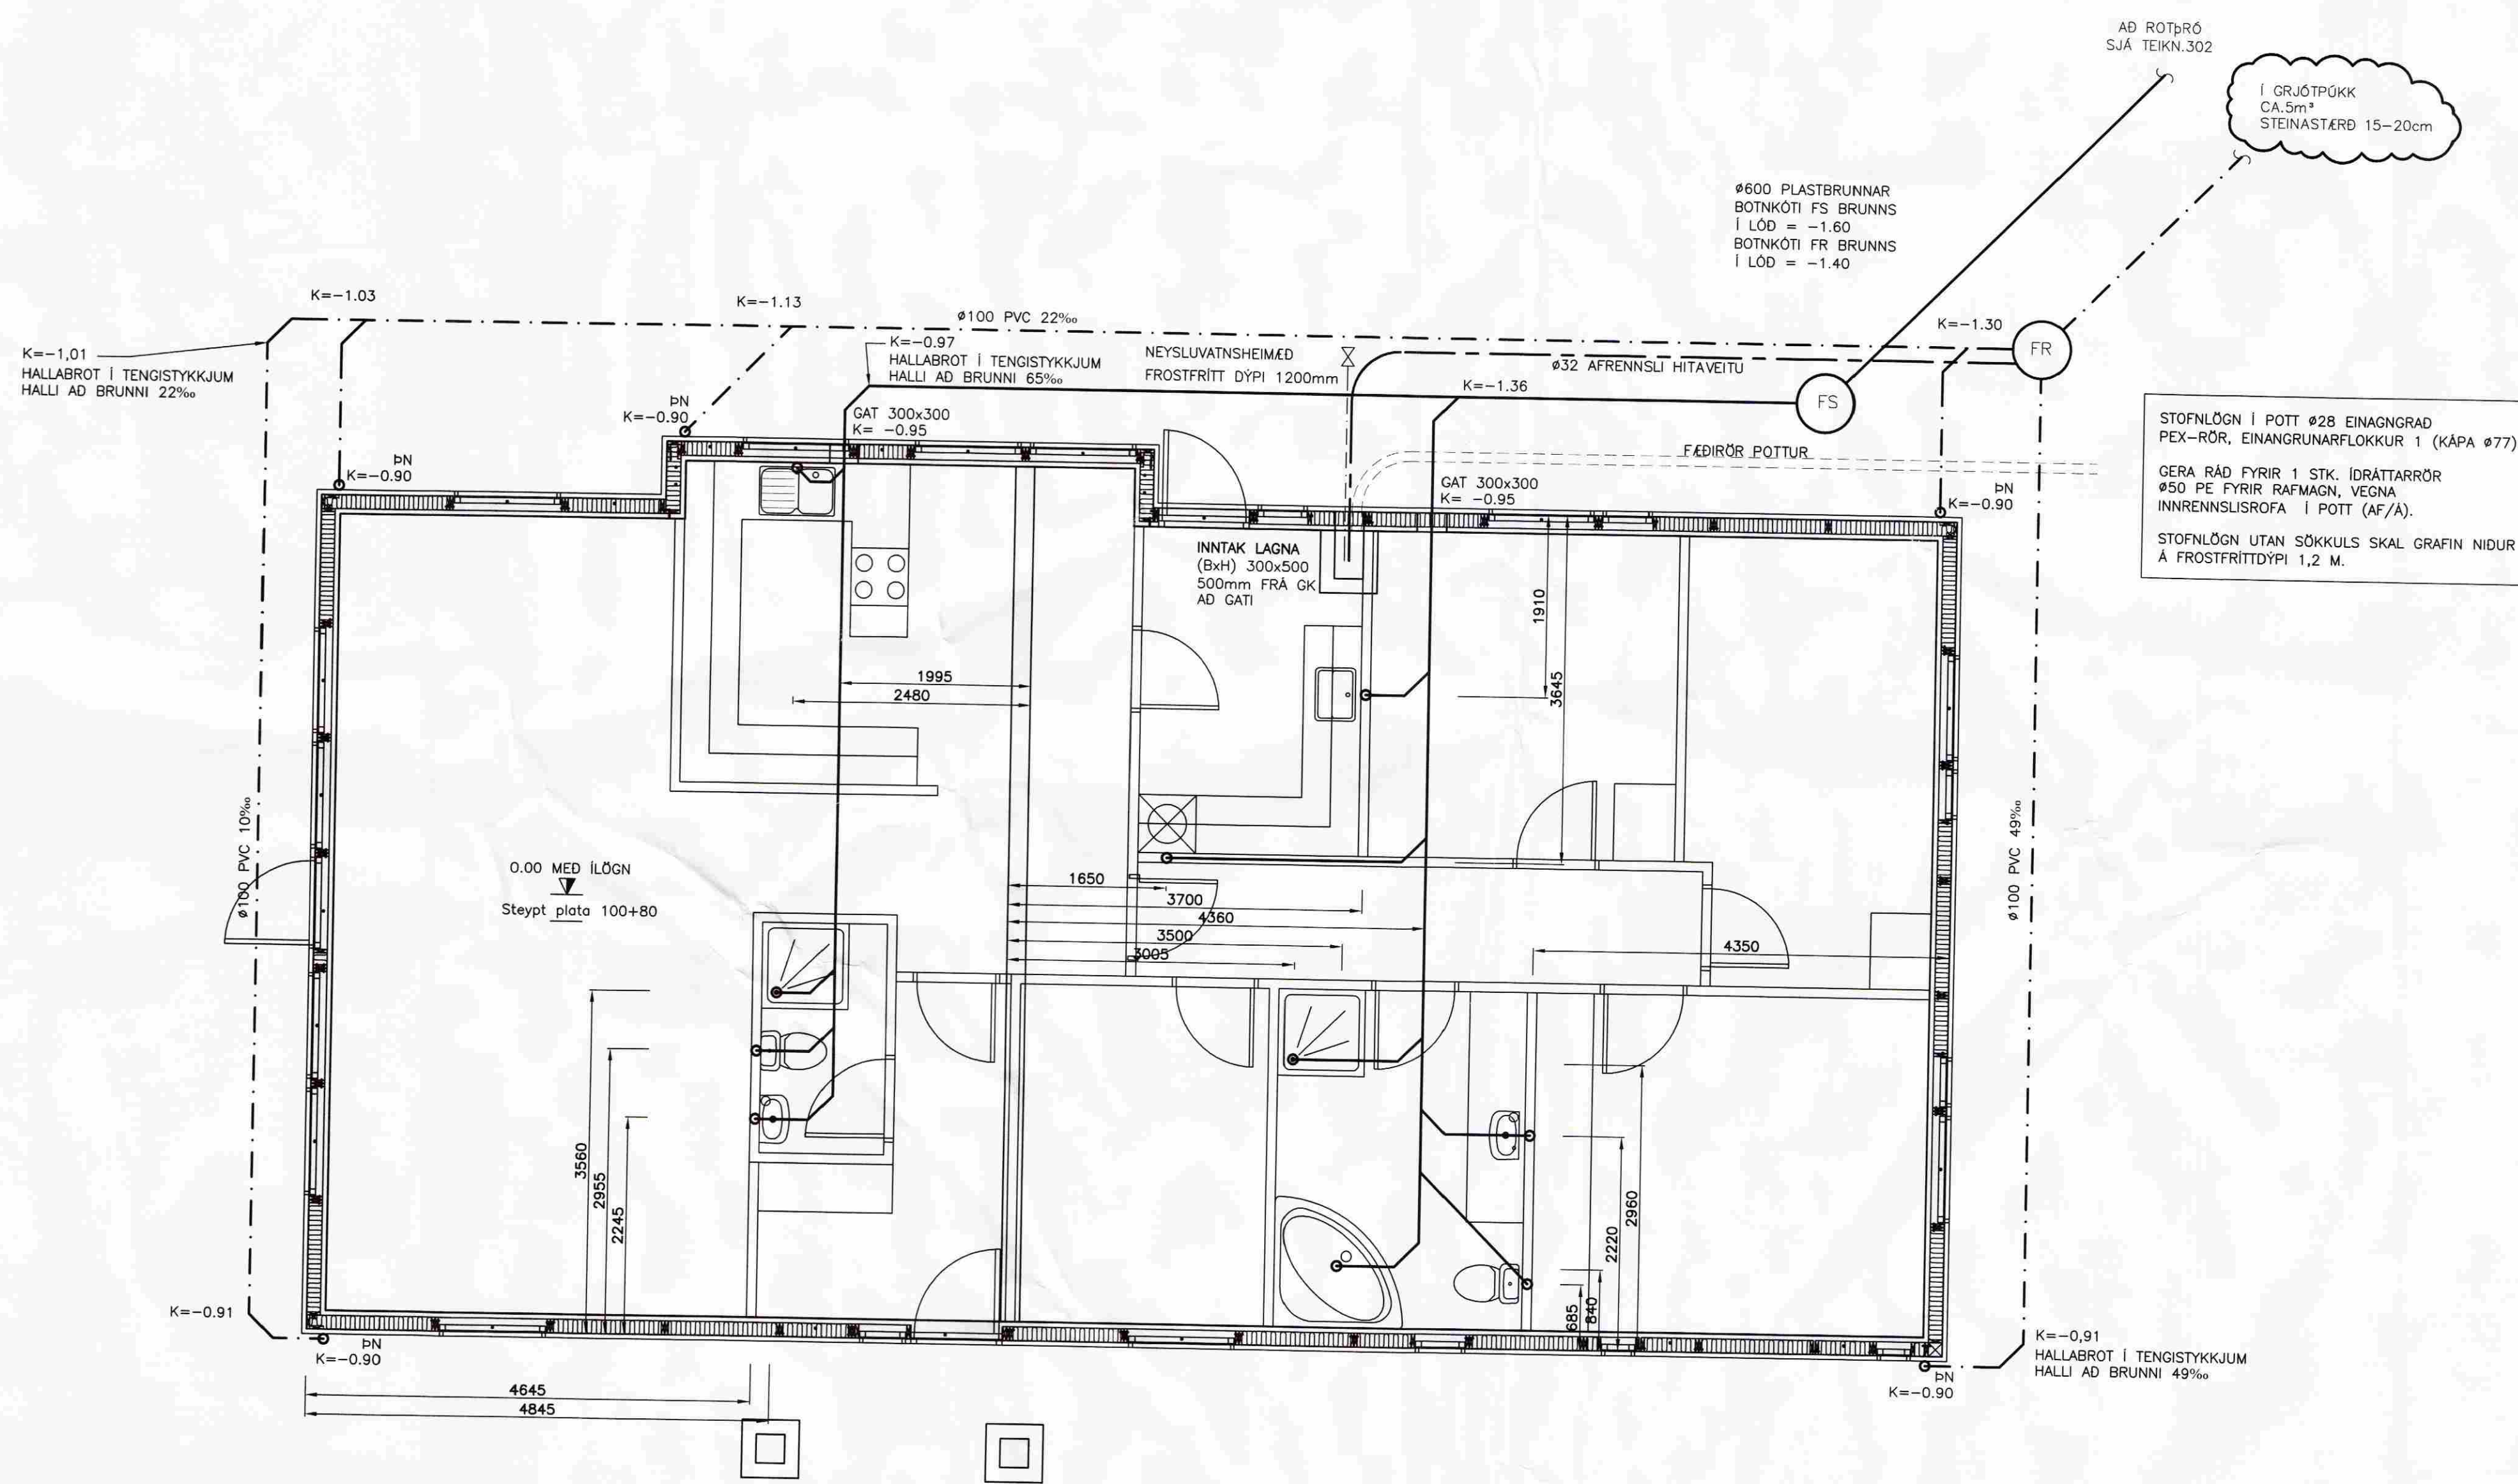 AÐ ROTÞRÓ
SJÁ TEIKN.302
Í GRJÓTPÚKK
CA.5m³
STEINASTÆRÐ 15-20cm
ø600 PLASTBRUNNAR
BOTNKÓTI FS BRUNNS
Í LÓÐ = -1.60
BOTNKÓTI FR BRUNNS
Í LÓÐ = -1.40
K=-1.03
K=-1.13
ø100 PVC 22‰
K=-1.30
FR
K=-1,01
HALLABROT Í TENGISTYKKJUM
HALLI AÐ BRUNNI 22‰
K=-0.97
HALLABROT Í TENGISTYKKJUM
HALLI AÐ BRUNNI 65‰
NEYSLUVATNSHEIMÆÐ
FROSTFRÍTT DÝPI 1200mm
ø32 AFRENNSLI HITAVEITU
K=-1.36
FS
ÞN
K=-0.90
GAT 300x300
K= -0.95
STOFNLÖGN Í POTT ø28 EINAGNGRAÐ
PEX-RÖR, EINANGRUNARFLOKKUR 1 (KÁPA ø77)
GERA RÁÐ FYRIR 1 STK. ÍDRÁTTARRÖR
ø50 PE FYRIR RAFMAGN, VEGNA
INNRENNSLISROFA Í POTT (AF/Á).
STOFNLÖGN UTAN SÖKKULS SKAL GRAFIN NIÐUR
Á FROSTFRÍTTDÝPI 1,2 M.
FÆÐIRÖR POTTUR
ÞN
K=-0.90
GAT 300x300
K= -0.95
ÞN
K=-0.90
INNTAK LAGNA
(BxH) 300x500
500mm FRÁ GK
AÐ GATI
1910
3645
1995
2480
ø100 PVC 10‰
ø100 PVC 49‰
0.00 MEÐ ÍLÖGN
Steypt plata 100+80
1650
3700
4360
3500
3005
4350
3560
2955
2245
2960
2220
840
685
K=-0.91
ÞN
K=-0.90
K=-0,91
HALLABROT Í TENGISTYKKJUM
HALLI AÐ BRUNNI 49‰
ÞN
K=-0.90
4645
4845